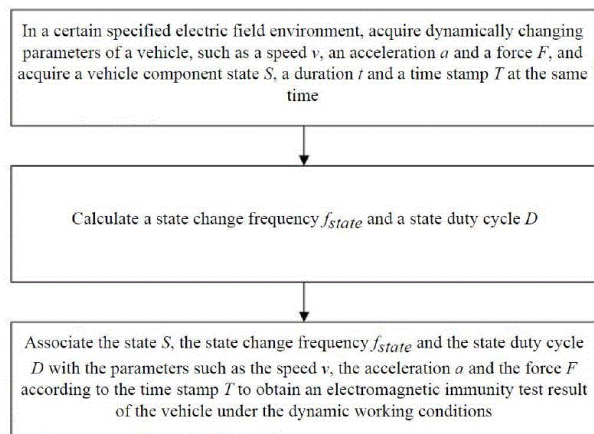 In a certain specified electric field environment, acquire dynamically changing
parameters of a vehicle, such as a speed v, an acceleration a and a force F, and
acquire a vehicle component state S, a duration t and a time stamp T at the same
time
Calculate a state change frequency fstate and a state duty cycle D
Associate the state S, the state change frequency fstate and the state duty cycle
D with the parameters such as the speed v, the acceleration a and the force F
according to the time stamp T to obtain an electromagnetic immunity test result
of the vehicle under the dynamic working conditions